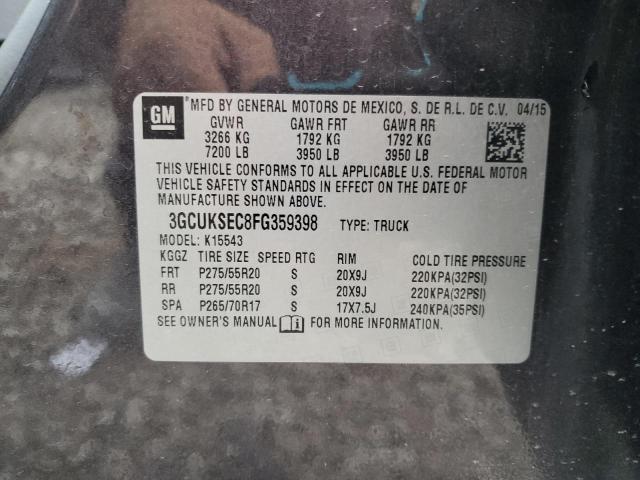 GM ® MFD BY GENERAL MOTORS DE MEXICO, S. DE R.L. DE C.V. 04/15
GVWR GAWR FRT GAWR RR
3266 KG 1792 KG 1792 KG
7200 LB 3950 LB 3950 LB
THIS VEHICLE CONFORMS TO ALL APPLICABLE U.S. FEDERAL MOTOR
VEHICLE SAFETY STANDARDS IN EFFECT ON THE DATE OF
MANUFACTURE SHOWN ABOVE.
3GCUKSEC8FG359398 TYPE: TRUCK
MODEL: K15543
KGGZ TIRE SIZE SPEED RTG RIM COLD TIRE PRESSURE
FRT P275/55R20 S 20X9J 220KPA(32PSI)
RR P275/55R20 S 20X9J 220KPA(32PSI)
SPA P265/70R17 S 17X7.5J 240KPA(35PSI)
SEE OWNER'S MANUAL FOR MORE INFORMATION.